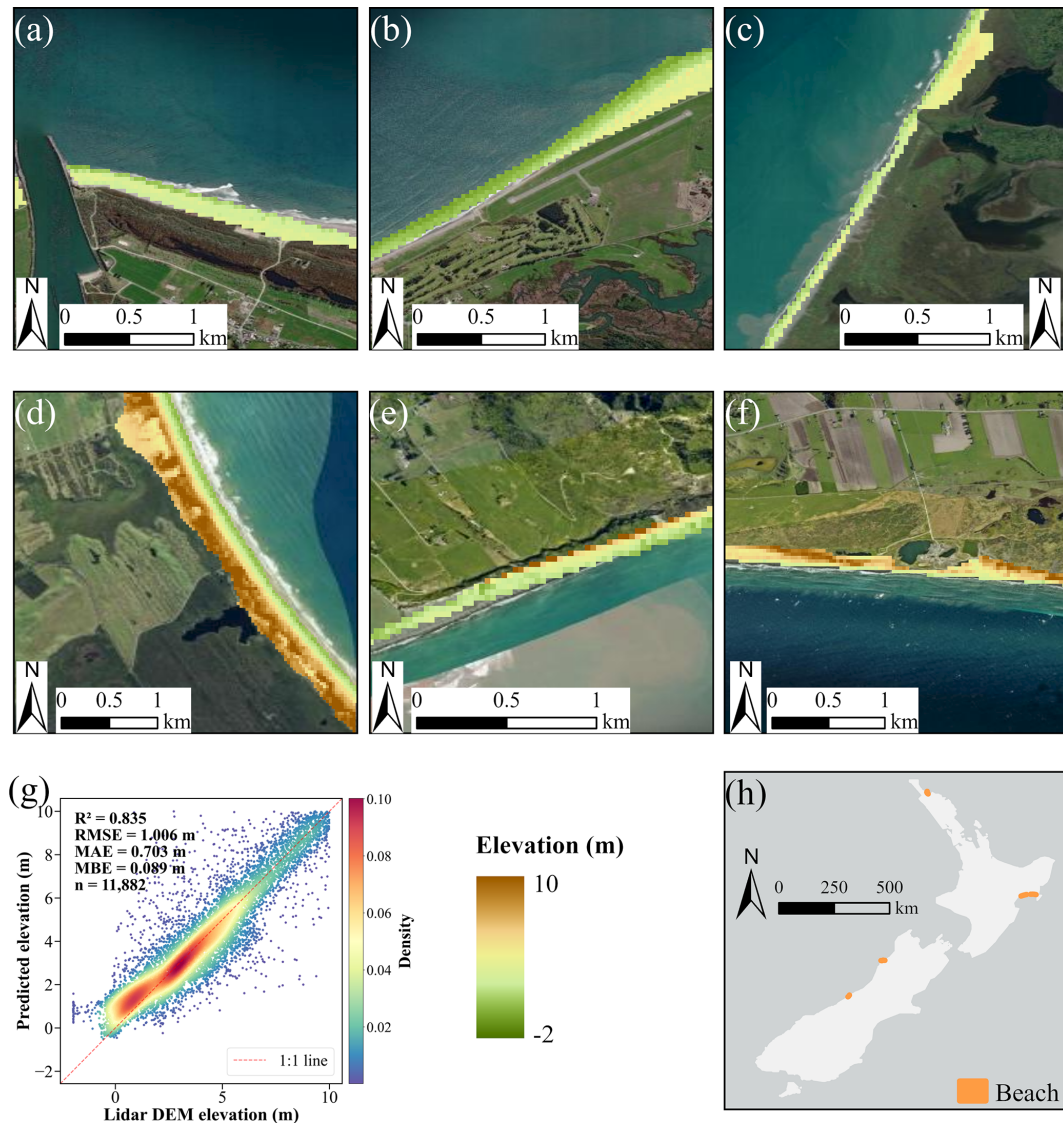 (a)
N
0 0.5 1
km
(b)
N
0 0.5 1
km
(c)
0 0.5 1
km
N
(d)
N
0 0.5 1
km
(e)
N
0 0.5 1
km
(f)
N
0 0.5 1
km
(g)
R² = 0.835
RMSE = 1.006 m
MAE = 0.703 m
MBE = 0.089 m
n = 11,882
10
8
6
4
2
0
−2
Predicted elevation (m)
0 5 10
Lidar DEM elevation (m)
1:1 line
0.10
0.08
0.06
0.04
0.02
Density
Elevation (m)
10
-2
(h)
N
0 250 500
km
Beach